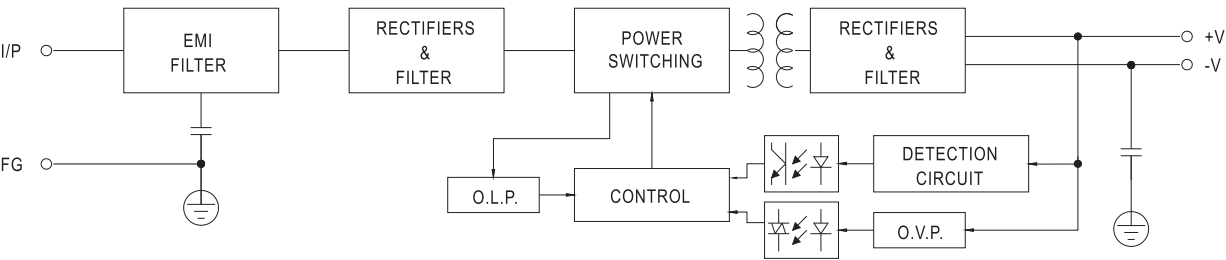 I/P
EMI
FILTER
RECTIFIERS
&
FILTER
POWER
SWITCHING
RECTIFIERS
&
FILTER
+V
-V
FG
O.L.P.
CONTROL
DETECTION
CIRCUIT
O.V.P.